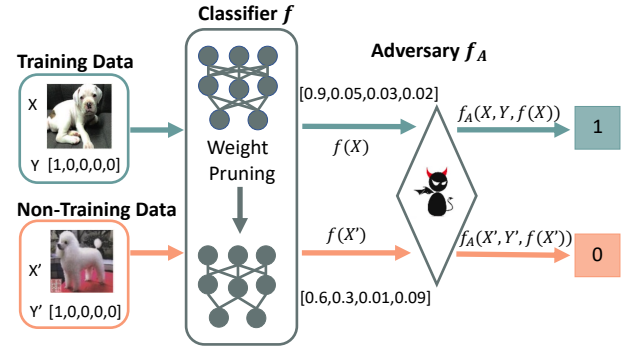 Classifier f
Training Data
Adversary f_A
X
[0.9,0.05,0.03,0.02]
f_A(X, Y, f(X))
1
Y [1,0,0,0,0]
Weight
Pruning
f(X)
Non-Training Data
X'
f(X')
f_A(X', Y', f(X'))
0
Y' [1,0,0,0,0]
[0.6,0.3,0.01,0.09]